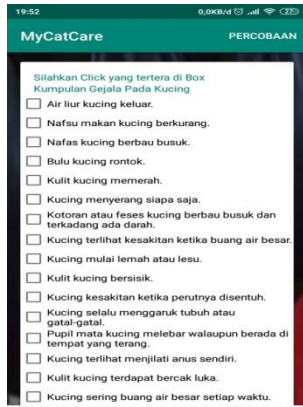 19:52
0,0KB/d
27
MyCatCare
PERCOBAAN
Silahkan Click yang tertera di Box
Kumpulan Gejala Pada Kucing
Air liur kucing keluar.
Nafsu makan kucing berkurang.
Nafas kucing berbau busuk.
Bulu kucing rontok.
Kulit kucing memerah.
Kucing menyerang siapa saja.
Kotoran atau feses kucing berbau busuk dan
terkadang ada darah.
Kucing terlihat kesakitan ketika buang air besar.
Kucing mulai lemah atau lesu.
Kulit kucing bersisik.
Kucing kesakitan ketika perutnya disentuh.
Kucing selalu menggaruk tubuh atau
gatal-gatal.
Pupil mata kucing melebar walaupun berada di
tempat yang terang.
Kucing terlihat menjilati anus sendiri.
Kulit kucing terdapat bercak luka.
Kucing sering buang air besar setiap waktu.